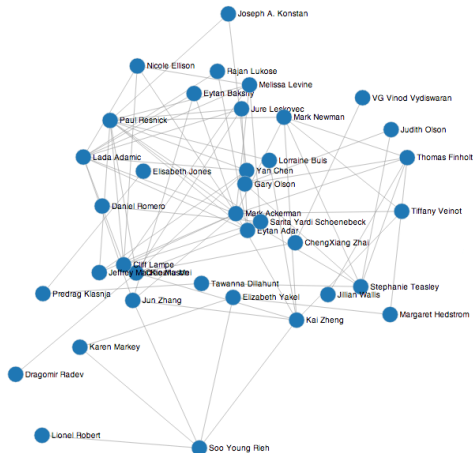 Joseph A. Konstan
Nicole Ellison
Rajan Lukose
Melissa Levine
Eytan Bakshy
VG Vinod Vydiswaran
Jure Leskovec
Paul Resnick
Mark Newman
Judith Olson
Lada Adamic
Lorraine Buis
Thomas Finholt
Elisabeth Jones
Yan Chen
Gary Olson
Daniel Romero
Mark Ackerman
Tiffany Veinot
Sarita Yardi Schoenebeck
Eytan Adar
ChengXiang Zhai
Cliff Lampe
Jeffrey
Tawanna Dillahunt
Stephanie Teasley
Predrag Klasnja
Jillian Wallis
Elizabeth Yakel
Jun Zhang
Margaret Hedstrom
Kai Zheng
Karen Markey
Dragomir Radev
Lionel Robert
Soo Young Rieh